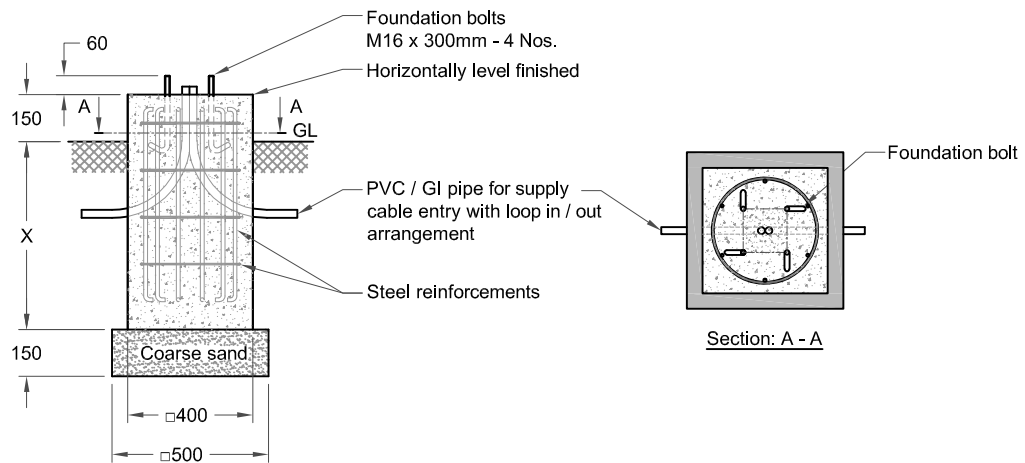 60
Foundation bolts
M16 x 300mm - 4 Nos.
Horizontally level finished
150
A
A
GL
Foundation bolt
PVC / GI pipe for supply
cable entry with loop in / out
arrangement
X
Steel reinforcements
Section: A - A
150
Coarse sand
□400
□500